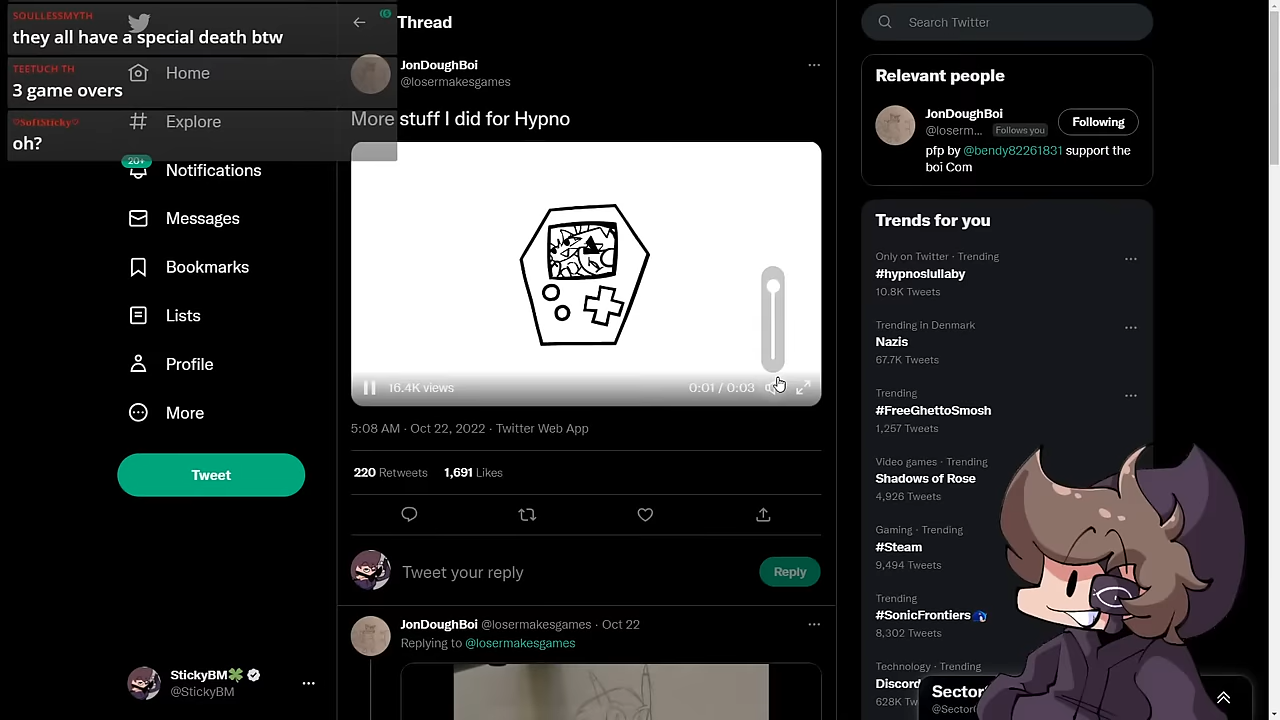 SOULLESSMYTH
they all have a special death btw
TEETUCH TH
3 game overs
♡SoftSticky♡
oh?
Home
Explore
20+
Notifications
Messages
Bookmarks
Lists
Profile
More
Tweet
StickyBM🍀
@StickyBM
Thread
JonDoughBoi
@losermakesgames
More stuff I did for Hypno
16.4K views
0:01 / 0:03
5:08 AM · Oct 22, 2022 · Twitter Web App
220 Retweets 1,691 Likes
Tweet your reply
Reply
JonDoughBoi @losermakesgames · Oct 22
Replying to @losermakesgames
Search Twitter
Relevant people
JonDoughBoi
@loserm... Follows you
Following
pfp by @bendy82261831 support the
boi Com
Trends for you
Only on Twitter · Trending
#hypnoslullaby
10.8K Tweets
Trending in Denmark
Nazis
67.7K Tweets
Trending
#FreeGhettoSmosh
1,257 Tweets
Video games · Trending
Shadows of Rose
4,926 Tweets
Gaming · Trending
#Steam
9,494 Tweets
Trending
#SonicFrontiers
8,302 Tweets
Technology · Trending
Discord
628K
Sector
@Sector